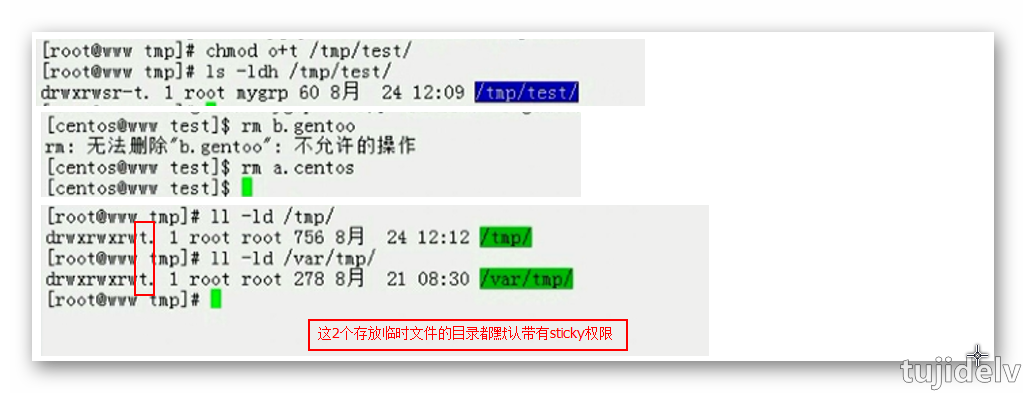 [root@www tmp]# chmod o+t /tmp/test/
[root@www tmp]# ls -ldh /tmp/test/
drwxrwsr-t. 1 root mygrp 60 8月 24 12:09 /tmp/test/
[centos@www test]$ rm b.gentoo
rm: 无法删除"b.gentoo": 不允许的操作
[centos@www test]$ rm a.centos
[centos@www test]$
[root@www tmp]# ll -ld /tmp/
drwxrwxrwt. 1 root root 756 8月 24 12:12 /tmp/
[root@www tmp]# ll -ld /var/tmp/
drwxrwxrwt. 1 root root 278 8月 21 08:30 /var/tmp/
[root@www tmp]#
这2个存放临时文件的目录都默认带有sticky权限
tujidelv